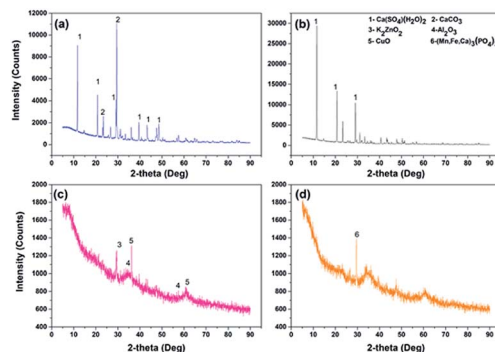 (a)
Intensity (Counts)
12000
10000
8000
6000
4000
2000
0
1
1
2
1
2
1
1
1
0 10 20 30 40 50 60 70 80 90
2-theta (Deg)
(b)
1- Ca(SO₄)(H₂O)₂ 2- CaCO₃
3- K₂ZnO₂ 4-Al₂O₃
5- CuO 6-(Mn,Fe,Ca)₃(PO₄)
Intensity (Counts)
30000
25000
20000
15000
10000
5000
0
1
1
1
0 10 20 30 40 50 60 70 80 90
2-theta (Deg)
(c)
Intensity (Counts)
2000
1800
1600
1400
1200
1000
800
600
400
3
4
5
4
5
0 10 20 30 40 50 60 70 80 90
2-theta (Deg)
(d)
Intensity (Counts)
2000
1800
1600
1400
1200
1000
800
600
400
6
0 10 20 30 40 50 60 70 80 90
2-theta (Deg)